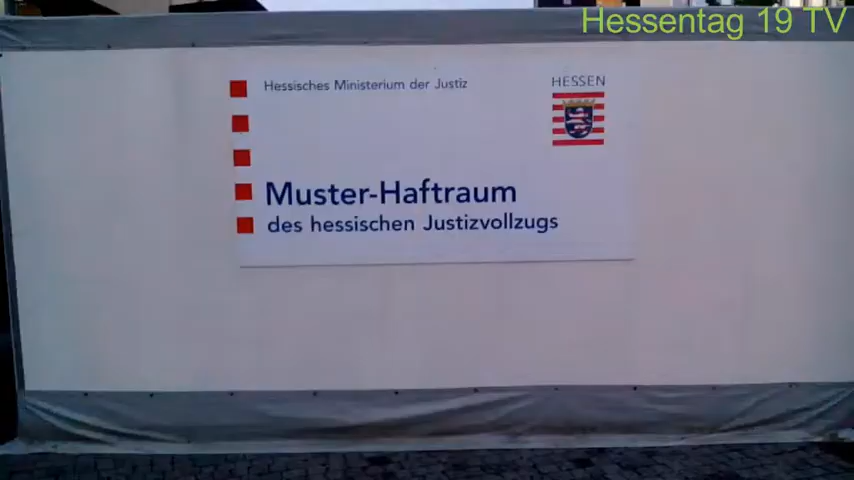 Hessentag 19 TV
Hessisches Ministerium der Justiz
HESSEN
Muster-Haftraum
des hessischen Justizvollzugs